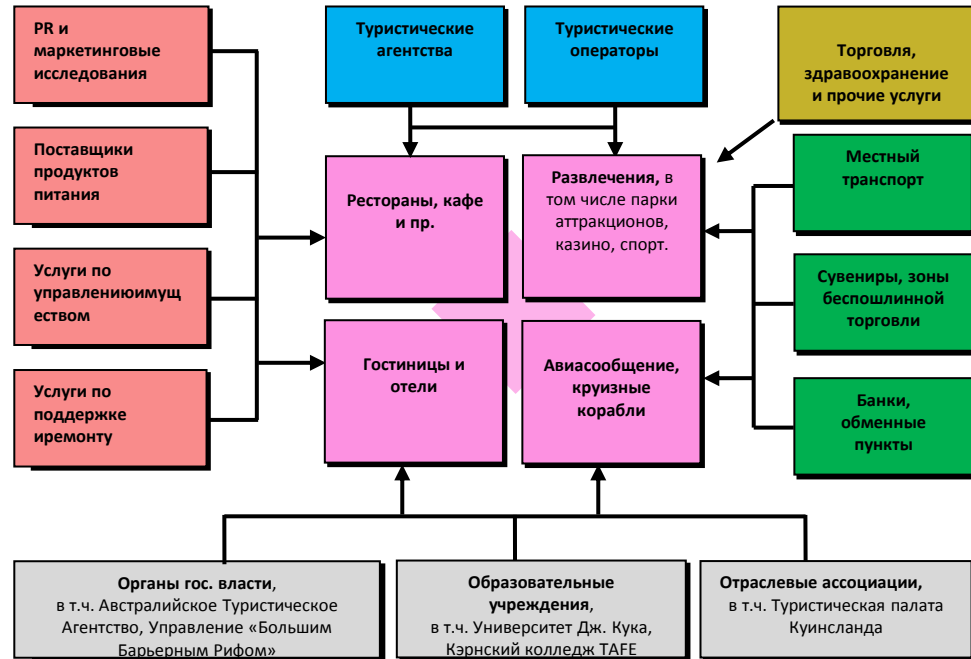 PR и
маркетинговые
исследования
Туристические
агентства
Туристические
операторы
Торговля,
здравоохранение
и прочие услуги
Поставщики
продуктов
питания
Рестораны, кафе
и пр.
Развлечения, в
том числе парки
аттракционов,
казино, спорт.
Местный
транспорт
Услуги по
управлениюимущ
еством
Гостиницы и
отели
Авиасообщение,
круизные
корабли
Сувениры, зоны
беспошлинной
торговли
Услуги по
поддержке
иремонту
Банки,
обменные
пункты
Органы гос. власти,
в т.ч. Австралийское Туристическое
Агентство, Управление «Большим
Барьерным Рифом»
Образовательные
учреждения,
в т.ч. Университет Дж. Кука,
Кэрнский колледж TAFE
Отраслевые ассоциации,
в т.ч. Туристическая палата
Куинсланда